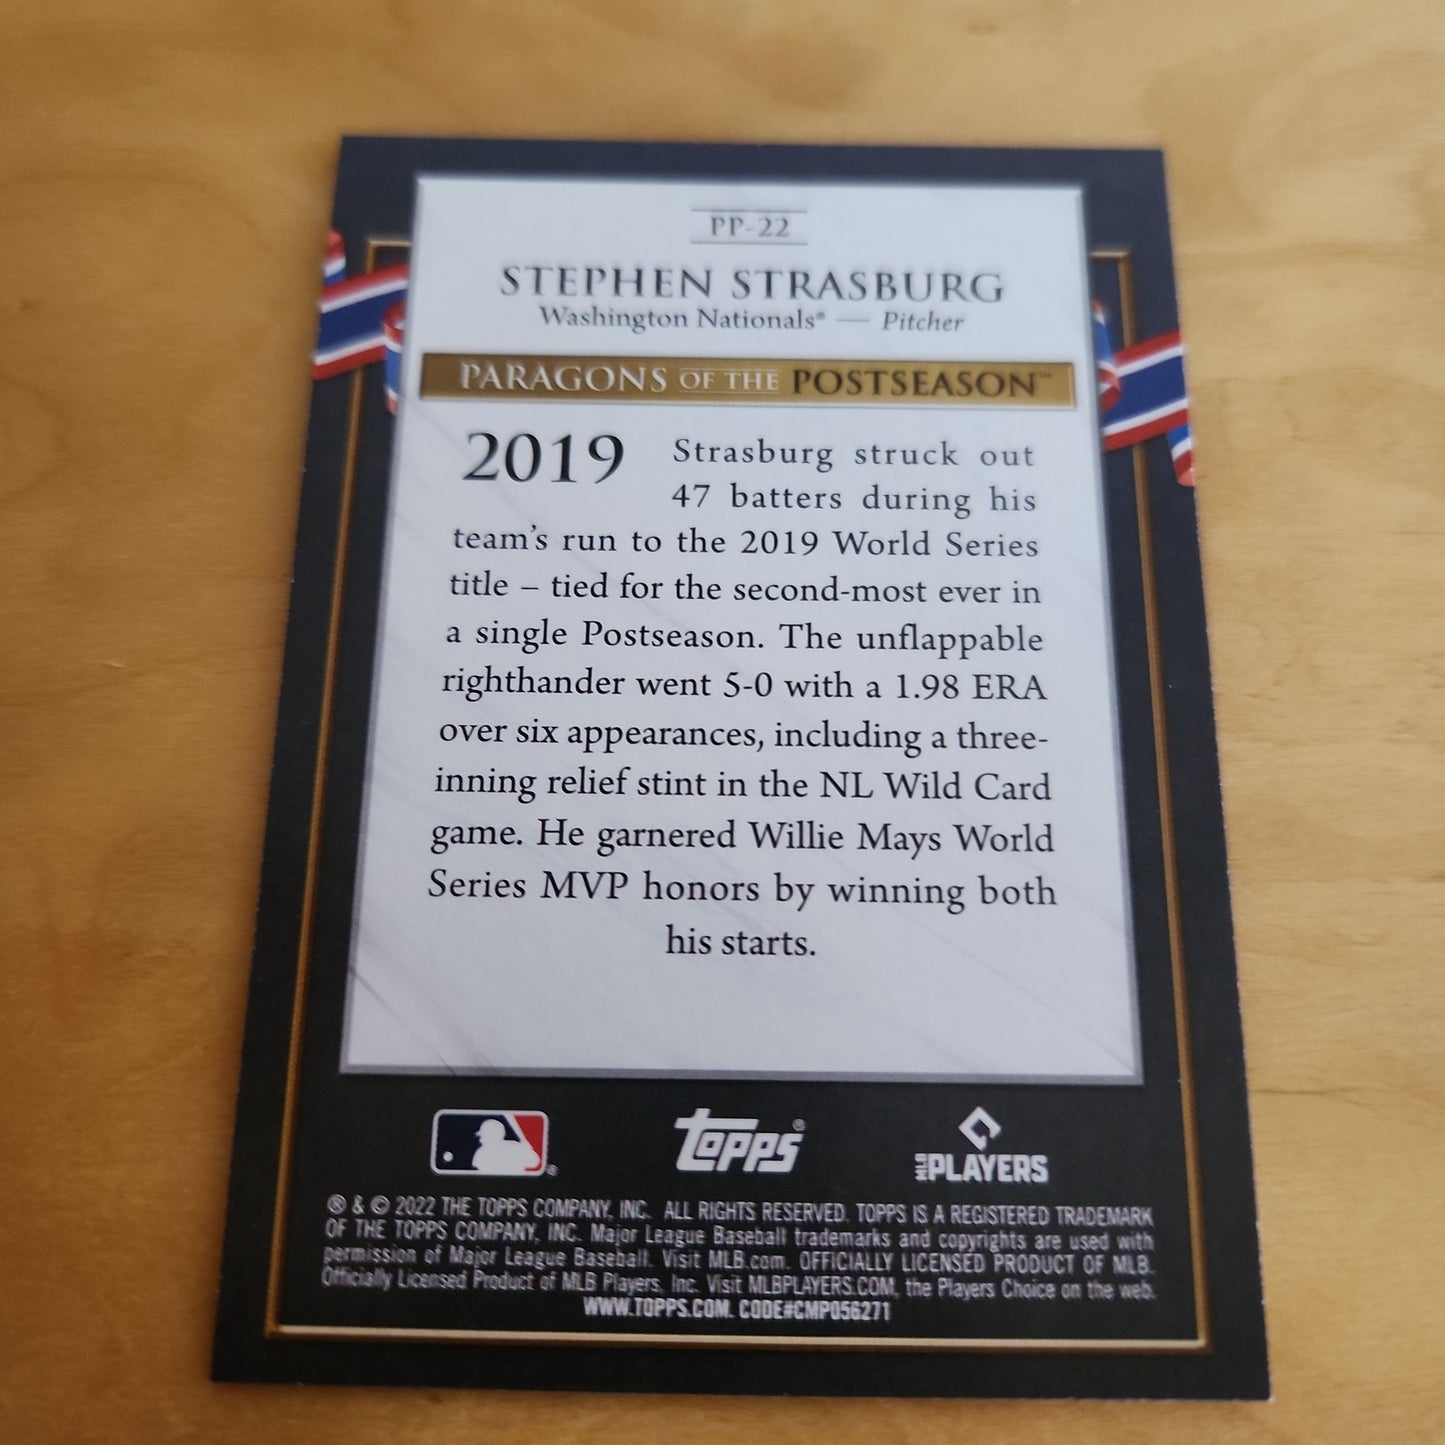 PP-22
STEPHEN STRASBURG
Washington Nationals® — Pitcher
PARAGONS OF THE POSTSEASON™
2019 Strasburg struck out
47 batters during his
team's run to the 2019 World Series
title – tied for the second-most ever in
a single Postseason. The unflappable
righthander went 5-0 with a 1.98 ERA
over six appearances, including a three-
inning relief stint in the NL Wild Card
game. He garnered Willie Mays World
Series MVP honors by winning both
his starts.
® topps® MLB PLAYERS
® & © 2022 THE TOPPS COMPANY, INC. ALL RIGHTS RESERVED. TOPPS IS A REGISTERED TRADEMARK
OF THE TOPPS COMPANY, INC. Major League Baseball trademarks and copyrights are used with
permission of Major League Baseball. Visit MLB.com. OFFICIALLY LICENSED PRODUCT OF MLB.
Officially Licensed Product of MLB Players, Inc. Visit MLBPLAYERS.COM, the Players Choice on the web.
WWW.TOPPS.COM. CODE#CMP056271